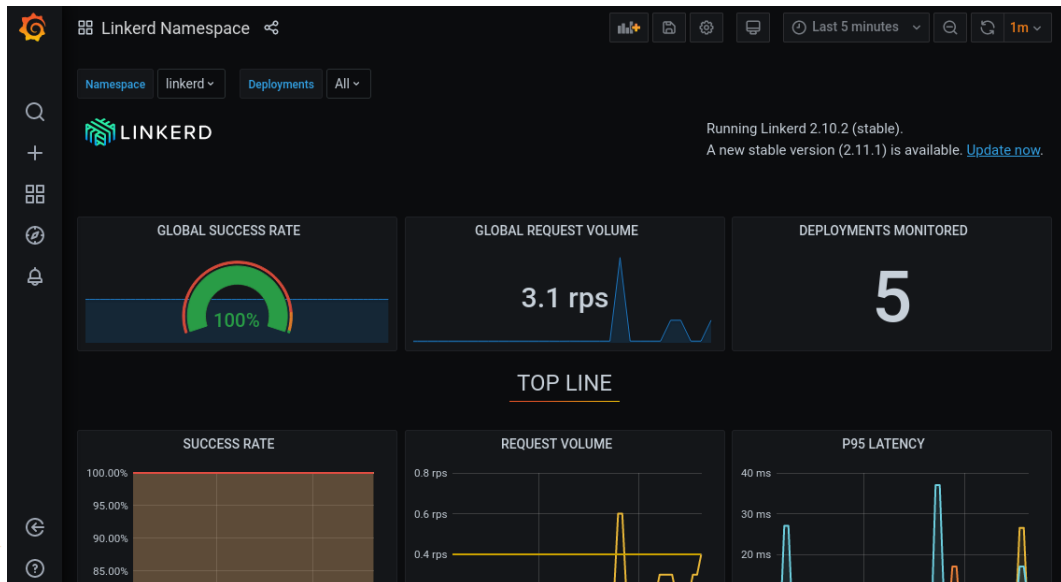 Linkerd Namespace
Last 5 minutes
1m
Namespace linkerd Deployments All
LINKERD
Running Linkerd 2.10.2 (stable).
A new stable version (2.11.1) is available. Update now.
GLOBAL SUCCESS RATE
100%
GLOBAL REQUEST VOLUME
3.1 rps
DEPLOYMENTS MONITORED
5
TOP LINE
SUCCESS RATE
100.00%
95.00%
90.00%
85.00%
REQUEST VOLUME
0.8 rps
0.6 rps
0.4 rps
P95 LATENCY
40 ms
30 ms
20 ms